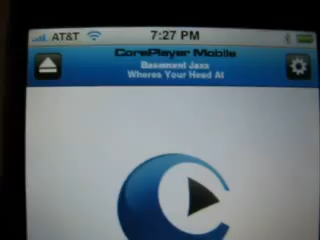 AT&T 7:27 PM
CorePlayer Mobile
Basement Jaxx
Wheres Your Head At